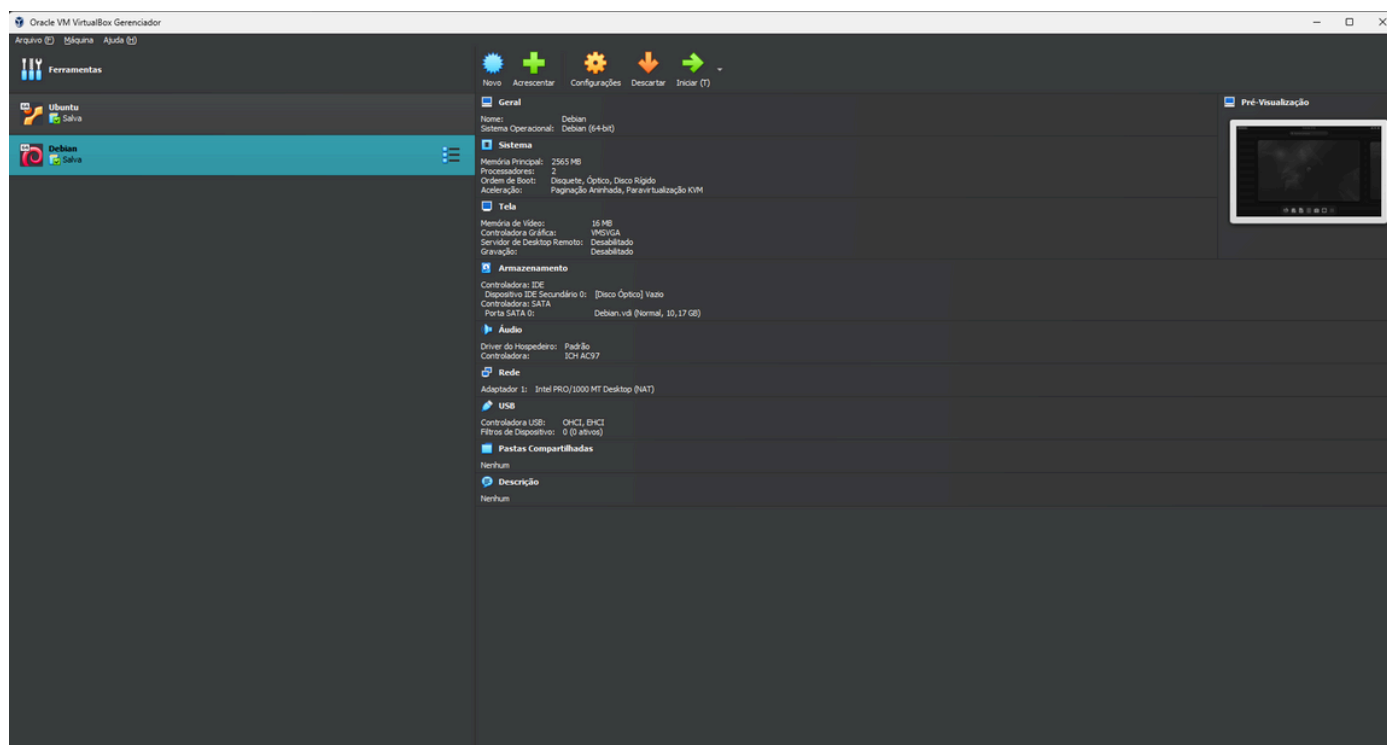 Oracle VM VirtualBox Gerenciador
Arquivo (F) Máquina Ajuda (H)
Ferramentas
Novo Acrescentar Configurações Descartar Iniciar (T)
Ubuntu
Salva
Debian
Salva
Geral
Nome: Debian
Sistema Operacional: Debian (64-bit)
Sistema
Memória Principal: 2565 MB
Processadores: 2
Ordem de Boot: Disquete, Óptico, Disco Rígido
Aceleração: Paginação Aninhada, Paravirtualização KVM
Tela
Memória de Vídeo: 16 MB
Controladora Gráfica: VMSVGA
Servidor de Desktop Remoto: Desabilitado
Gravação: Desabilitado
Armazenamento
Controladora: IDE
Dispositivo IDE Secundário 0: [Disco Óptico] Vazio
Controladora: SATA
Porta SATA 0: Debian.vdi (Normal, 10,17 GB)
Áudio
Driver do Hospedeiro: Padrão
Controladora: ICH AC97
Rede
Adaptador 1: Intel PRO/1000 MT Desktop (NAT)
USB
Controladora USB: OHCI, EHCI
Filtros de Dispositivo: 0 (0 ativos)
Pastas Compartilhadas
Nenhum
Descrição
Nenhum
Pré-Visualização